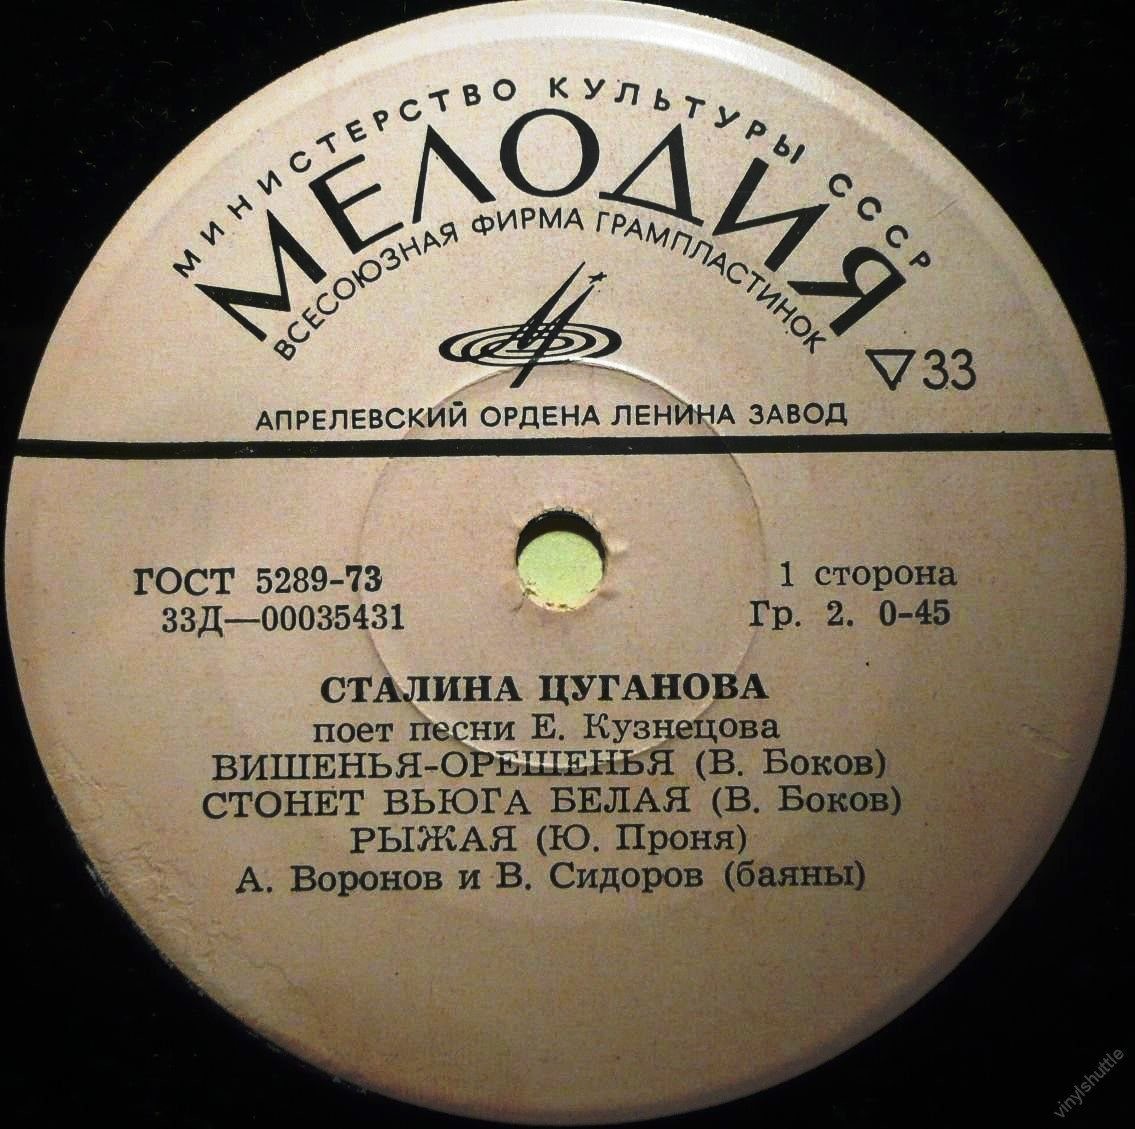 МИНИСТЕРСТВО КУЛЬТУРЫ СССР
МЕЛОДИЯ
ВСЕСОЮЗНАЯ ФИРМА ГРАМПЛАСТИНОК
▽33
АПРЕЛЕВСКИЙ ОРДЕНА ЛЕНИНА ЗАВОД
ГОСТ 5289-73
1 сторона
33Д—00035431
Гр. 2. 0-45
СТАЛИНА ЦУГАНОВА
поет песни Е. Кузнецова
ВИШЕНЬЯ-ОРЕШЕНЬЯ (В. Боков)
СТОНЕТ ВЬЮГА БЕЛАЯ (В. Боков)
РЫЖАЯ (Ю. Проня)
А. Воронов и В. Сидоров (баяны)
vinylshuttle